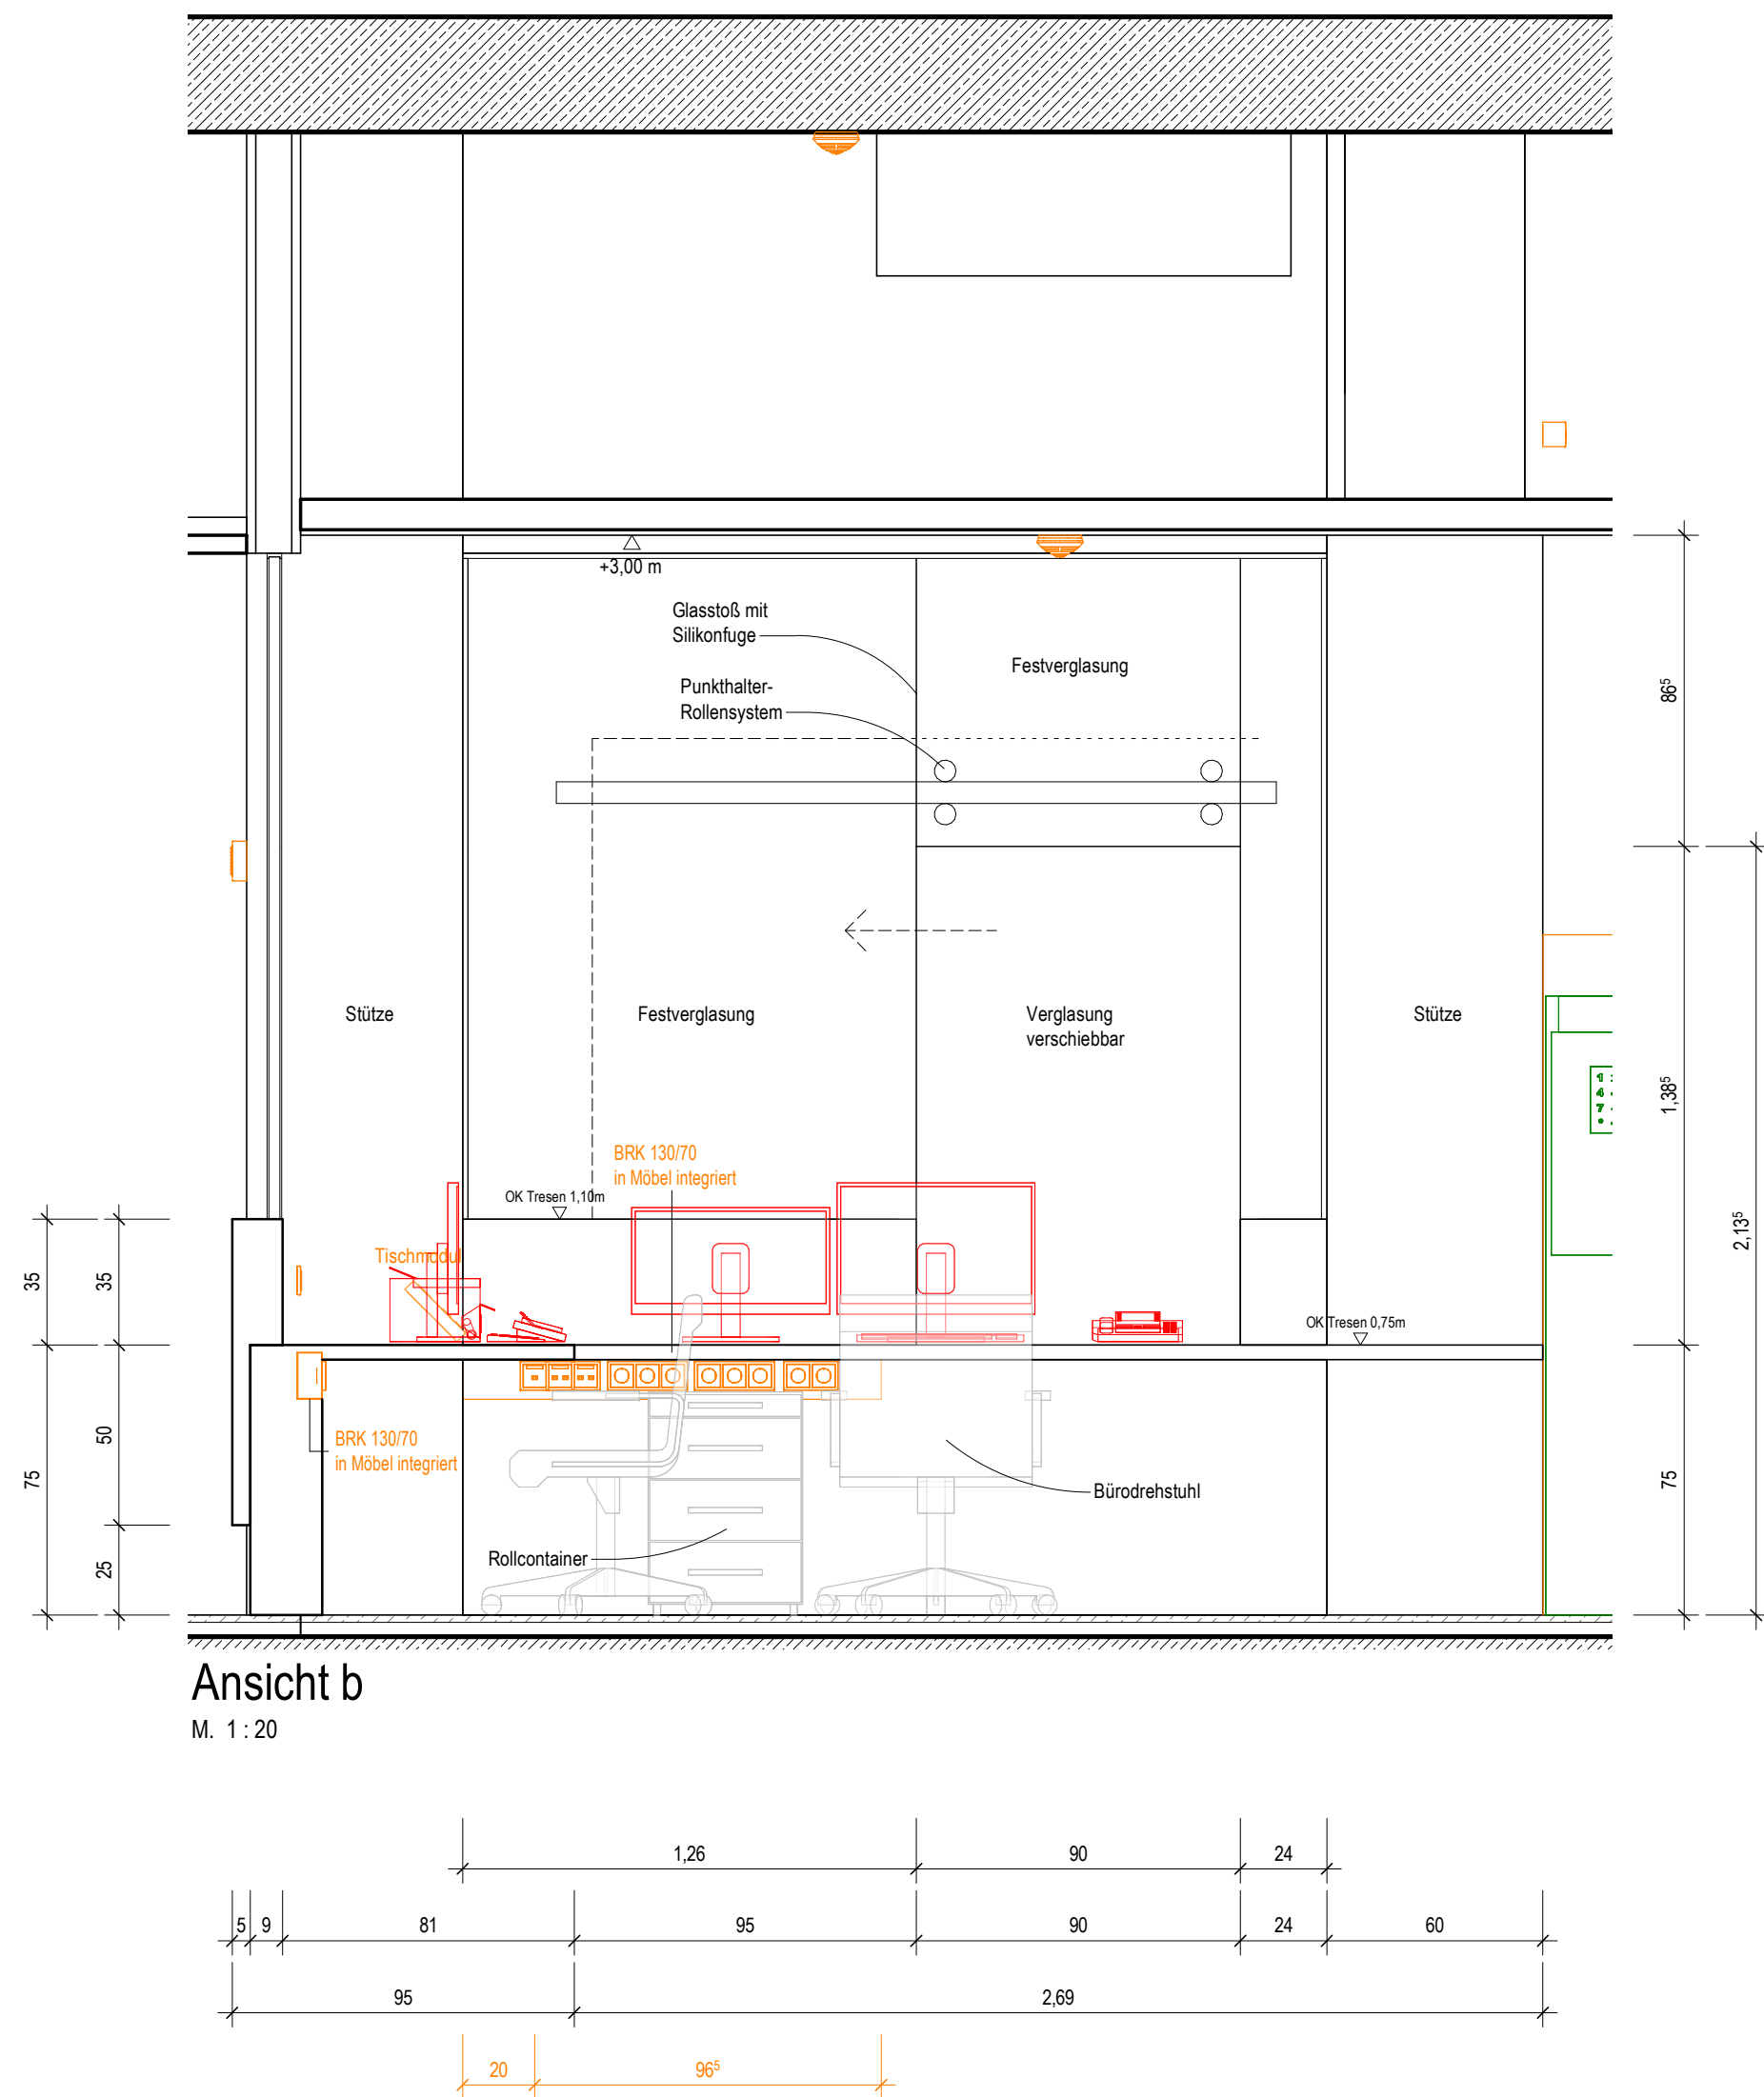 +3,00 m
Glasstoß mit
Silikonfuge
Festverglasung
Punkthalter-
Rollensystem
86⁵
Stütze
Festverglasung
Verglasung
verschiebbar
Stütze
1
4
7
1,38⁵
2,13⁵
BRK 130/70
in Möbel integriert
OK Tresen 1,10m
Tischmodul
35
35
OK Tresen 0,75m
BRK 130/70
in Möbel integriert
Bürodrehstuhl
Rollcontainer
75
50
25
75
Ansicht b
M. 1 : 20
1,26
90
24
5
9
81
95
90
24
60
95
2,69
20
96⁵